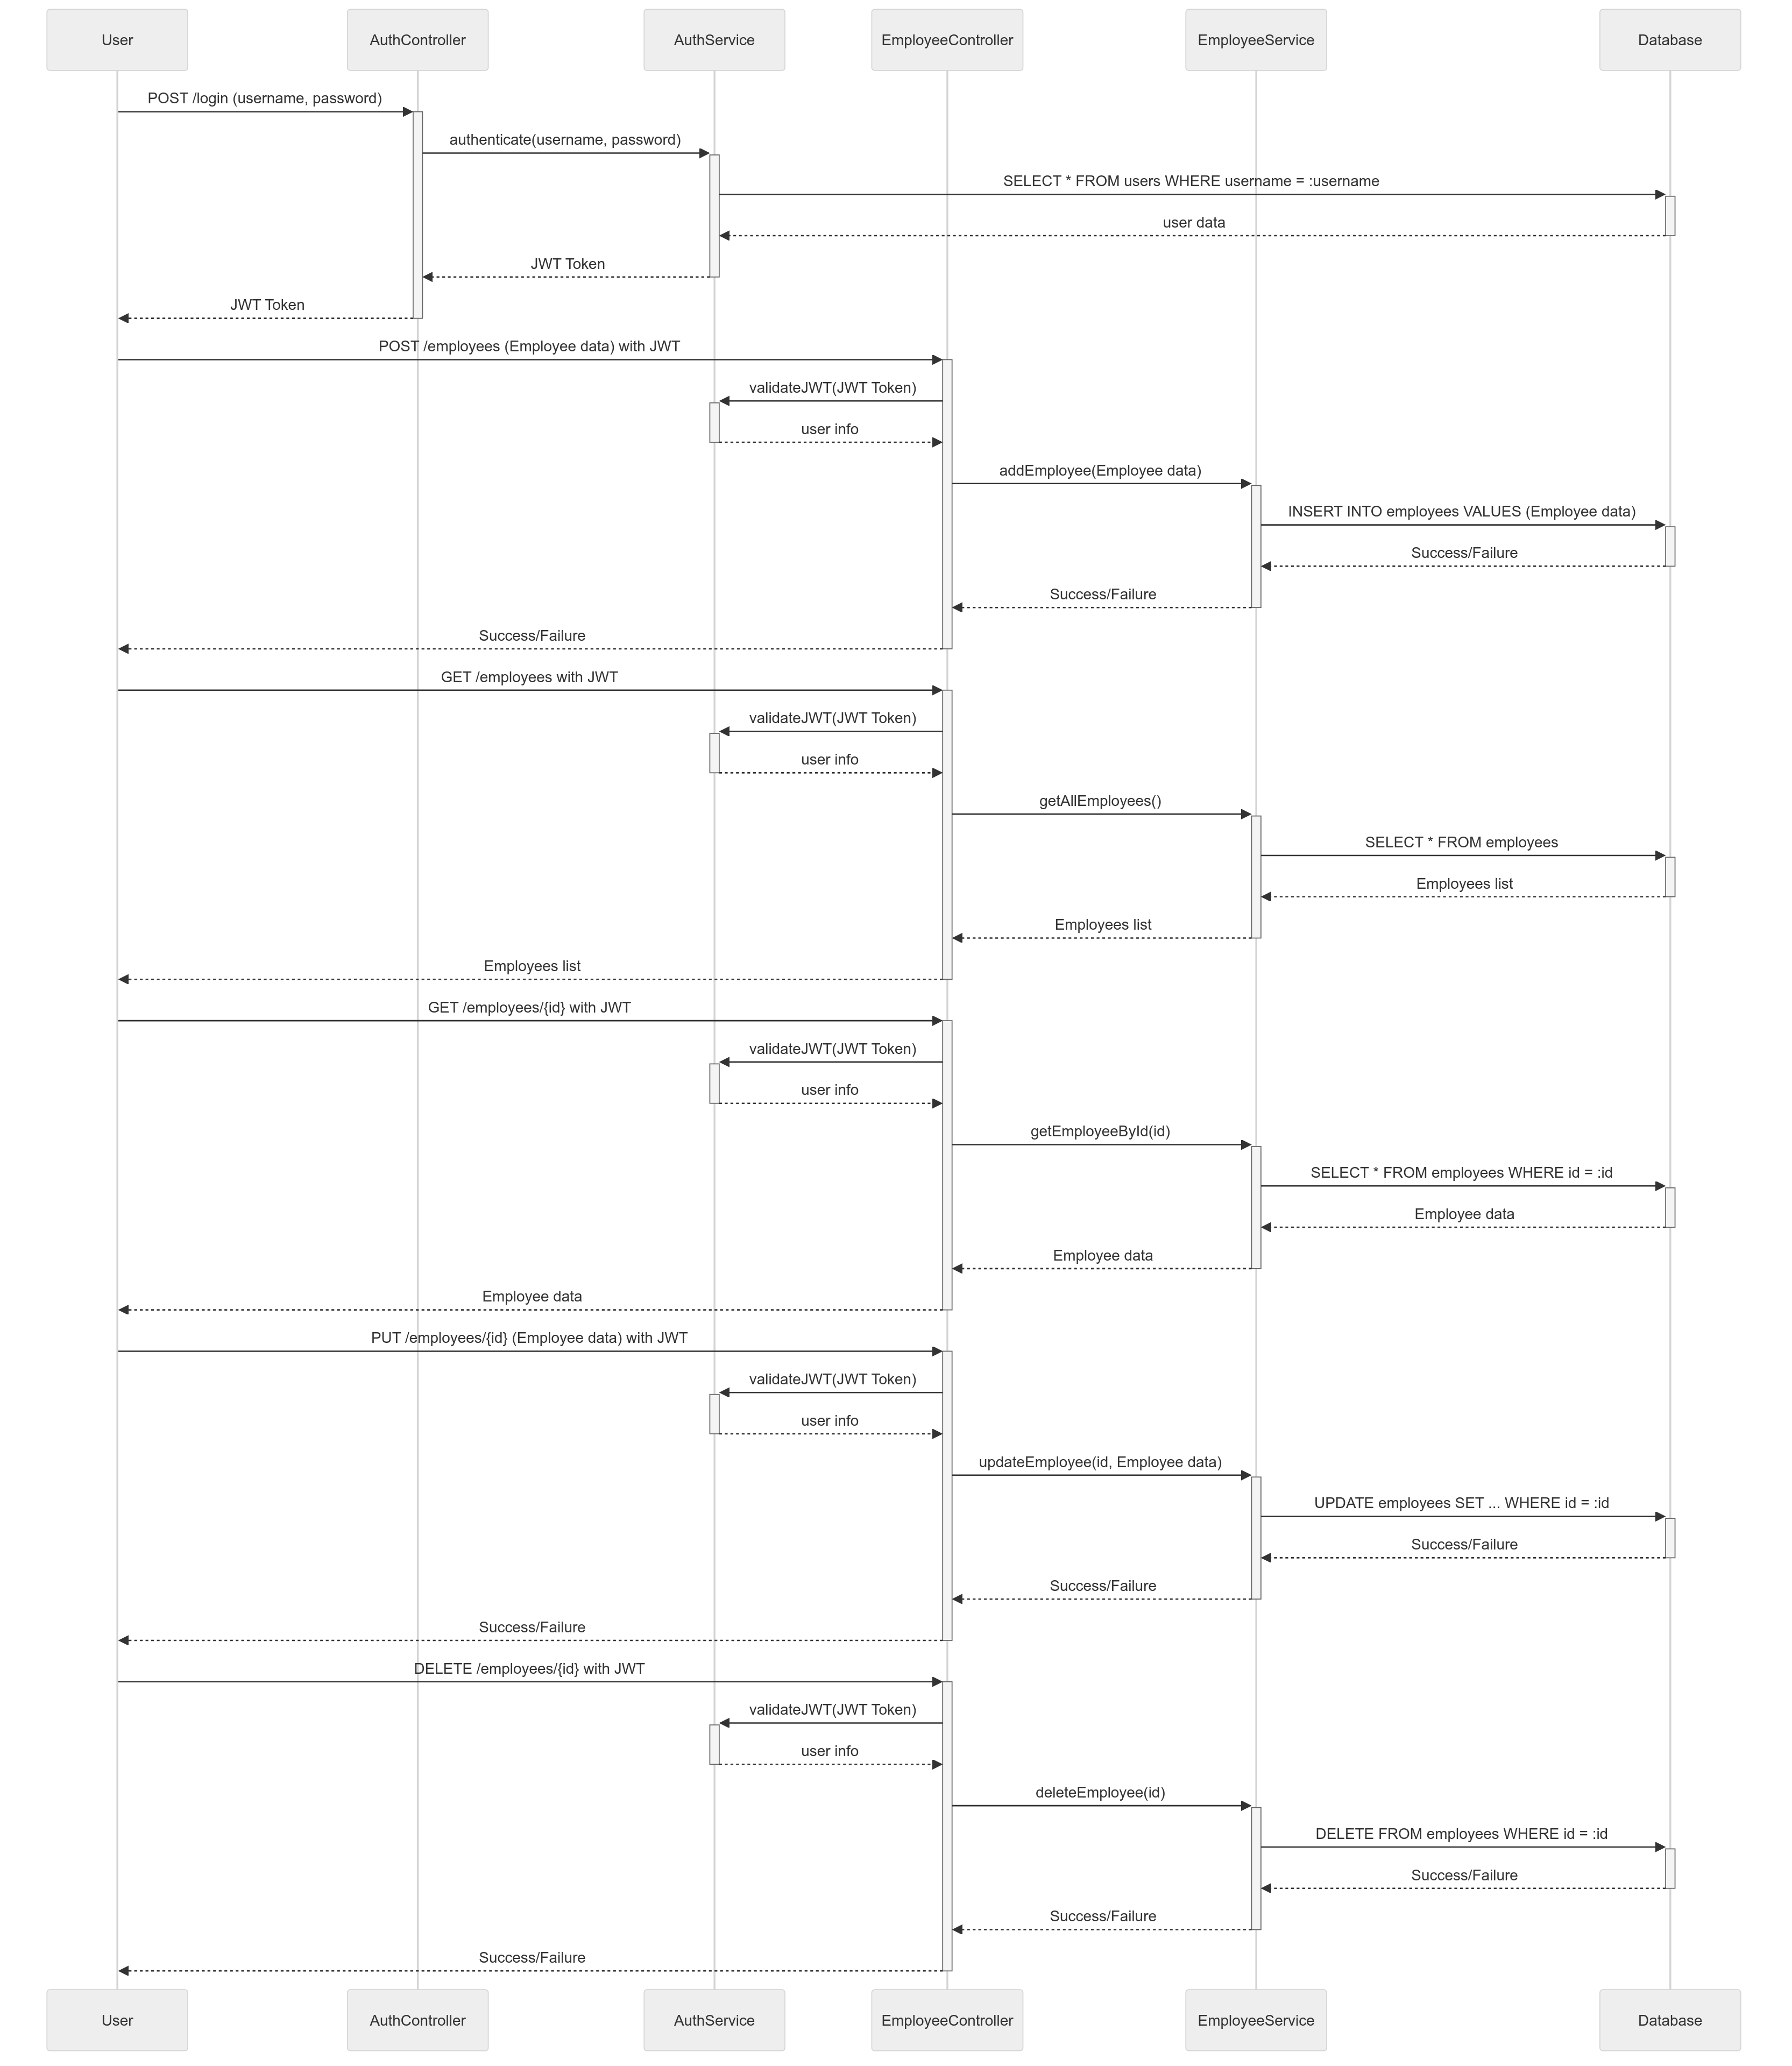 User
AuthController
AuthService
EmployeeController
EmployeeService
Database
POST /login (username, password)
authenticate(username, password)
SELECT * FROM users WHERE username = :username
user data
JWT Token
JWT Token
POST /employees (Employee data) with JWT
validateJWT(JWT Token)
user info
addEmployee(Employee data)
INSERT INTO employees VALUES (Employee data)
Success/Failure
Success/Failure
Success/Failure
GET /employees with JWT
validateJWT(JWT Token)
user info
getAllEmployees()
SELECT * FROM employees
Employees list
Employees list
Employees list
GET /employees/{id} with JWT
validateJWT(JWT Token)
user info
getEmployeeById(id)
SELECT * FROM employees WHERE id = :id
Employee data
Employee data
Employee data
PUT /employees/{id} (Employee data) with JWT
validateJWT(JWT Token)
user info
updateEmployee(id, Employee data)
UPDATE employees SET ... WHERE id = :id
Success/Failure
Success/Failure
Success/Failure
DELETE /employees/{id} with JWT
validateJWT(JWT Token)
user info
deleteEmployee(id)
DELETE FROM employees WHERE id = :id
Success/Failure
Success/Failure
Success/Failure
User
AuthController
AuthService
EmployeeController
EmployeeService
Database